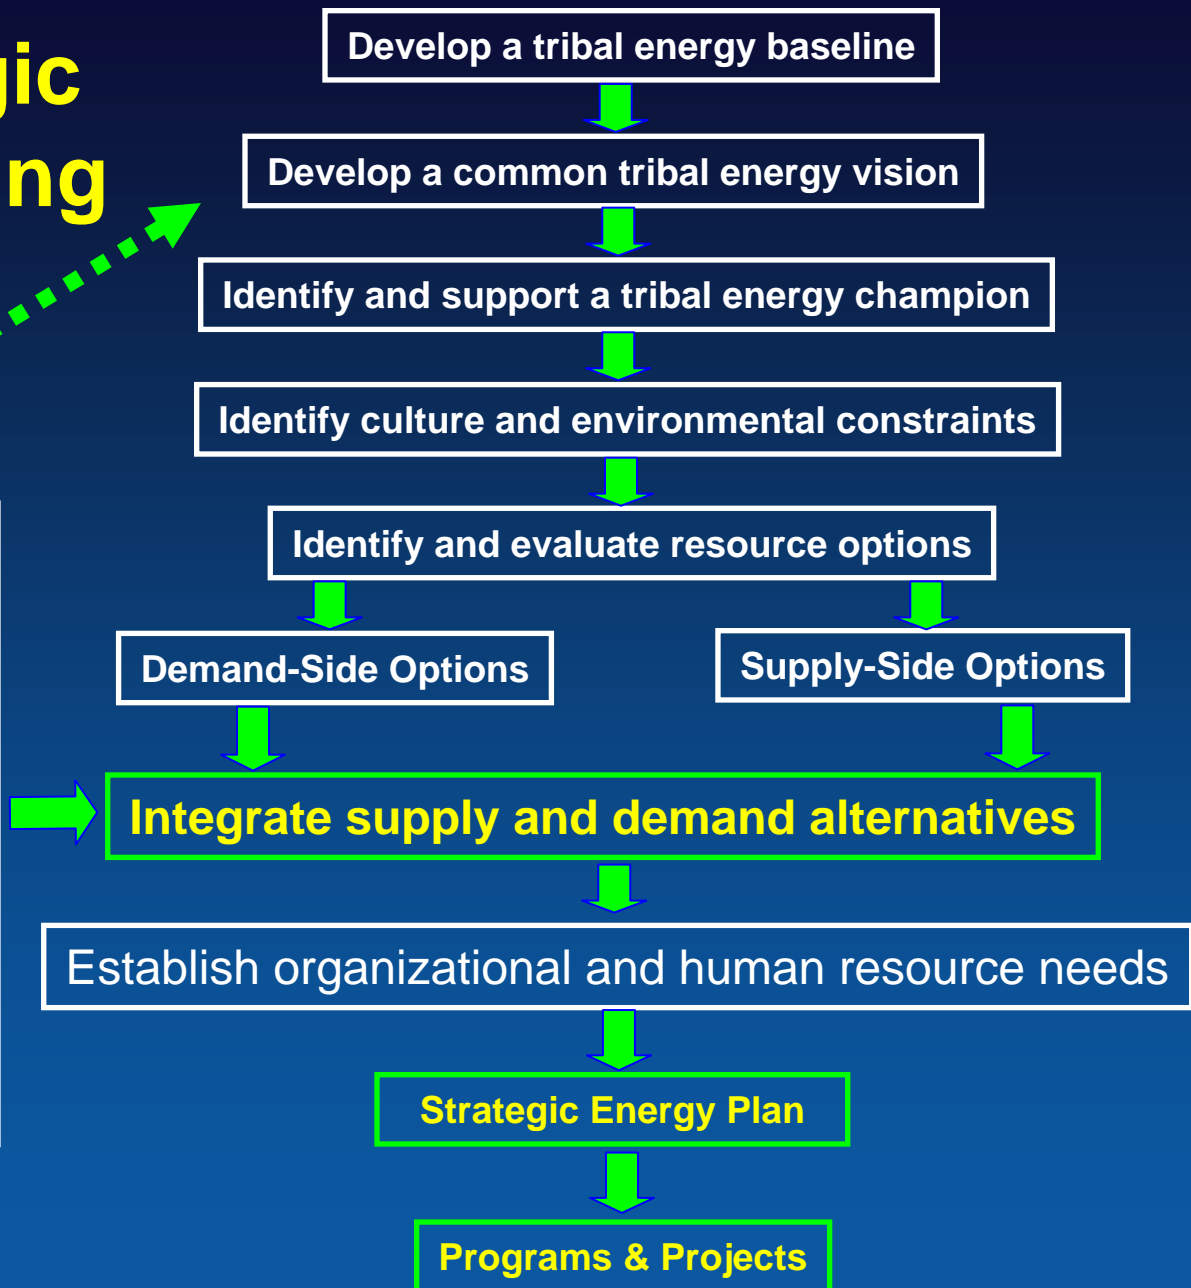 gic
ng
Develop a tribal energy baseline
Develop a common tribal energy vision
Identify and support a tribal energy champion
Identify culture and environmental constraints
Identify and evaluate resource options
Demand-Side Options
Supply-Side Options
Integrate supply and demand alternatives
Establish organizational and human resource needs
Strategic Energy Plan
Programs & Projects